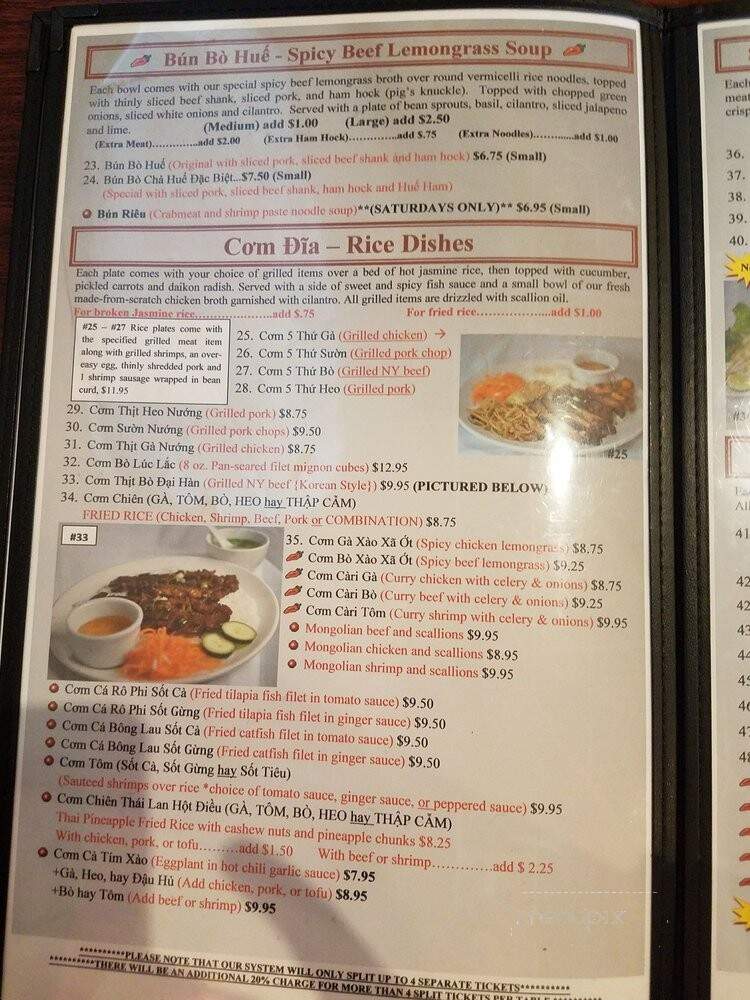 Bún Bò Huế - Spicy Beef Lemongrass Soup
Each bowl comes with our special spicy beef lemongrass broth over round vermicelli rice noodles, topped
with thinly sliced beef shank, sliced pork, and ham hock (pig's knuckle). Topped with chopped green
onions, sliced white onions and cilantro. Served with a plate of bean sprouts, basil, cilantro, sliced jalapeno
and lime. (Medium) add $1.00 (Large) add $2.50
(Extra Meat).............add $2.00 (Extra Ham Hock)..............add $.75 (Extra Noodles)............add $1.00
23. Bún Bò Huế (Original with sliced pork, sliced beef shank and ham hock) $6.75 (Small)
24. Bún Bò Chả Huế Đặc Biệt...$7.50 (Small)
(Special with sliced pork, sliced beef shank, ham hock and Huế Ham)
Bún Riêu (Crabmeat and shrimp paste noodle soup)**(SATURDAYS ONLY)** $6.95 (Small)
Cơm Đĩa – Rice Dishes
Each plate comes with your choice of grilled items over a bed of hot jasmine rice, then topped with cucumber,
pickled carrots and daikon radish. Served with a side of sweet and spicy fish sauce and a small bowl of our fresh
made-from-scratch chicken broth garnished with cilantro. All grilled items are drizzled with scallion oil.
For broken Jasmine rice......................add $.75 For fried rice..................add $1.00
#25 – #27 Rice plates come with
the specified grilled meat item
along with grilled shrimps, an over-
easy egg, thinly shredded pork and
1 shrimp sausage wrapped in bean
curd, $11.95
25. Cơm 5 Thứ Gà (Grilled chicken) →
26. Cơm 5 Thứ Sườn (Grilled pork chop)
27. Cơm 5 Thứ Bò (Grilled NY beef)
28. Cơm 5 Thứ Heo (Grilled pork)
#25
29. Cơm Thịt Heo Nướng (Grilled pork) $8.75
30. Cơm Sườn Nướng (Grilled pork chops) $9.50
31. Cơm Thịt Gà Nướng (Grilled chicken) $8.75
32. Cơm Bò Lúc Lắc (8 oz. Pan-seared filet mignon cubes) $12.95
33. Cơm Thịt Bò Đại Hàn (Grilled NY beef {Korean Style}) $9.95 (PICTURED BELOW)
34. Cơm Chiên (GÀ, TÔM, BÒ, HEO hay THẬP CẨM)
FRIED RICE (Chicken, Shrimp, Beef, Pork or COMBINATION) $8.75
#33
35. Cơm Gà Xào Xã Ớt (Spicy chicken lemongrass) $8.75
Cơm Bò Xào Xã Ớt (Spicy beef lemongrass) $9.25
Cơm Càri Gà (Curry chicken with celery & onions) $8.75
Cơm Càri Bò (Curry beef with celery & onions) $9.25
Cơm Càri Tôm (Curry shrimp with celery & onions) $9.95
Mongolian beef and scallions $9.95
Mongolian chicken and scallions $8.95
Mongolian shrimp and scallions $9.95
Cơm Cá Rô Phi Sốt Cà (Fried tilapia fish filet in tomato sauce) $9.50
Cơm Cá Rô Phi Sốt Gừng (Fried tilapia fish filet in ginger sauce) $9.50
Cơm Cá Bông Lau Sốt Cà (Fried catfish filet in tomato sauce) $9.50
Cơm Cá Bông Lau Sốt Gừng (Fried catfish filet in ginger sauce) $9.50
Cơm Tôm (Sốt Cà, Sốt Gừng hay Sốt Tiêu)
(Sauteed shrimps over rice *choice of tomato sauce, ginger sauce, or peppered sauce) $9.95
Cơm Chiên Thái Lan Hột Điều (GÀ, TÔM, BÒ, HEO hay THẬP CẨM)
Thai Pineapple Fried Rice with cashew nuts and pineapple chunks $8.25
With chicken, pork, or tofu.........add $1.50 With beef or shrimp.............add $ 2.25
Cơm Cà Tím Xào (Eggplant in hot chili garlic sauce) $7.95
+Gà, Heo, hay Đậu Hủ (Add chicken, pork, or tofu) $8.95
+Bò hay Tôm (Add beef or shrimp) $9.95
**********PLEASE NOTE THAT OUR SYSTEM WILL ONLY SPLIT UP TO 4 SEPARATE TICKETS**********
**********THERE WILL BE AN ADDITIONAL 20% CHARGE FOR MORE THAN 4 SPLIT TICKETS PER TABLE
36.
37.
38.
39.
40.